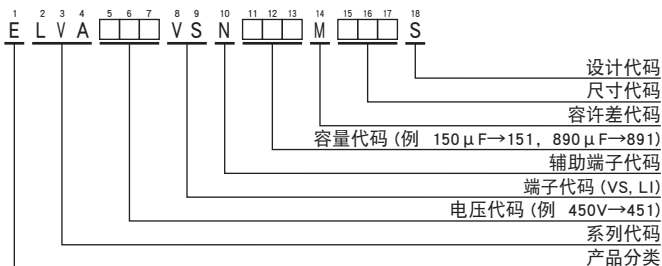 1 2 3 4 5 6 7 8 9 10 11 12 13 14 15 16 17 18
E L V A □□□ V S N □□□ M □□□ S
设计代码
尺寸代码
容许差代码
容量代码 (例 150μF→151, 890μF→891)
辅助端子代码
端子代码 (VS, LI)
电压代码 (例 450V→451)
系列代码
产品分类